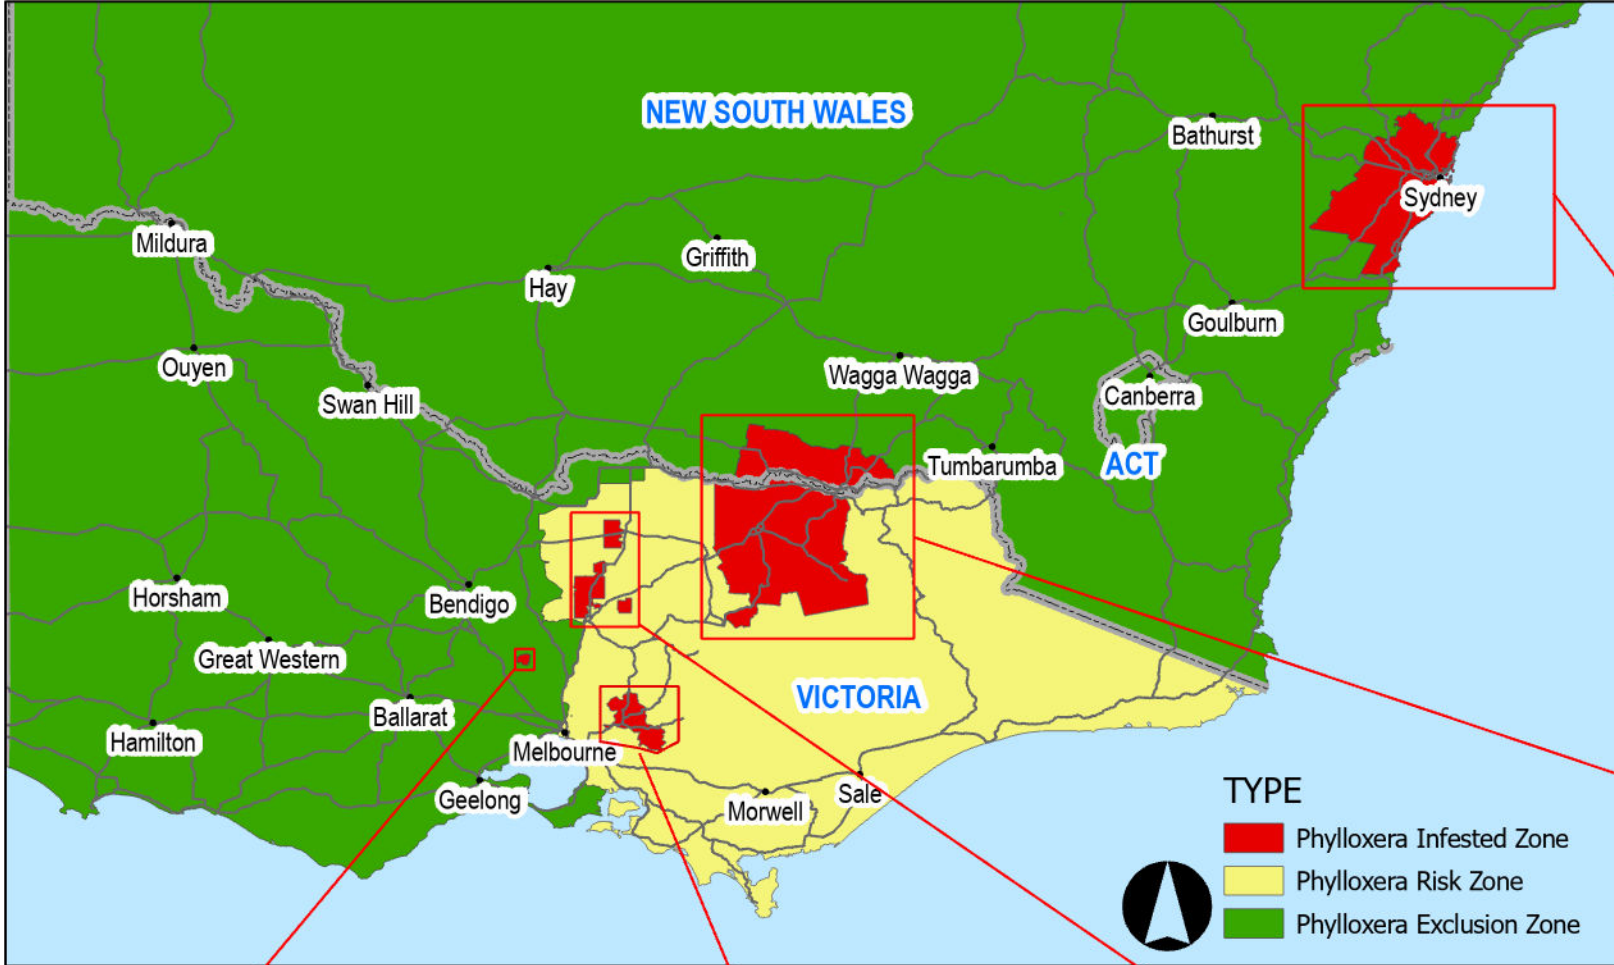 NEW SOUTH WALES
Bathurst
Sydney
Mildura
Griffith
Hay
Goulburn
Ouyen
Wagga Wagga
Canberra
Swan Hill
Tumbarumba
ACT
Horsham
Bendigo
Great Western
VICTORIA
Ballarat
Hamilton
Melbourne
Geelong
Morwell
Sale
TYPE
Phylloxera Infested Zone
Phylloxera Risk Zone
Phylloxera Exclusion Zone